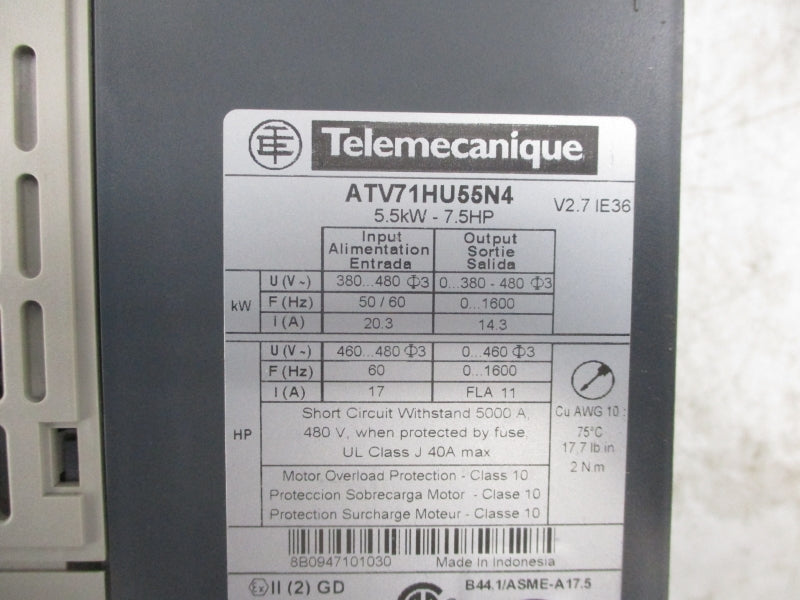 Telemecanique
ATV71HU55N4
5.5kW - 7.5HP
V2.7 IE36
Input Alimentation Entrada
Output Sortie Salida
kW
U (V~) 380...480 Φ3 0...380 - 480 Φ3
F (Hz) 50 / 60 0...1600
I (A) 20.3 14.3
HP
U (V~) 460...480 Φ3 0...460 Φ3
F (Hz) 60 0...1600
I (A) 17 FLA 11
Short Circuit Withstand 5000 A,
480 V, when protected by fuse
UL Class J 40A max
Cu AWG 10 :
75°C
17,7 lb in
2 N m
Motor Overload Protection - Class 10
Proteccion Sobrecarga Motor - Clase 10
Protection Surcharge Moteur - Classe 10
8B0947101030 Made In Indonesia
Ex II (2) GD
B44.1/ASME-A17.5